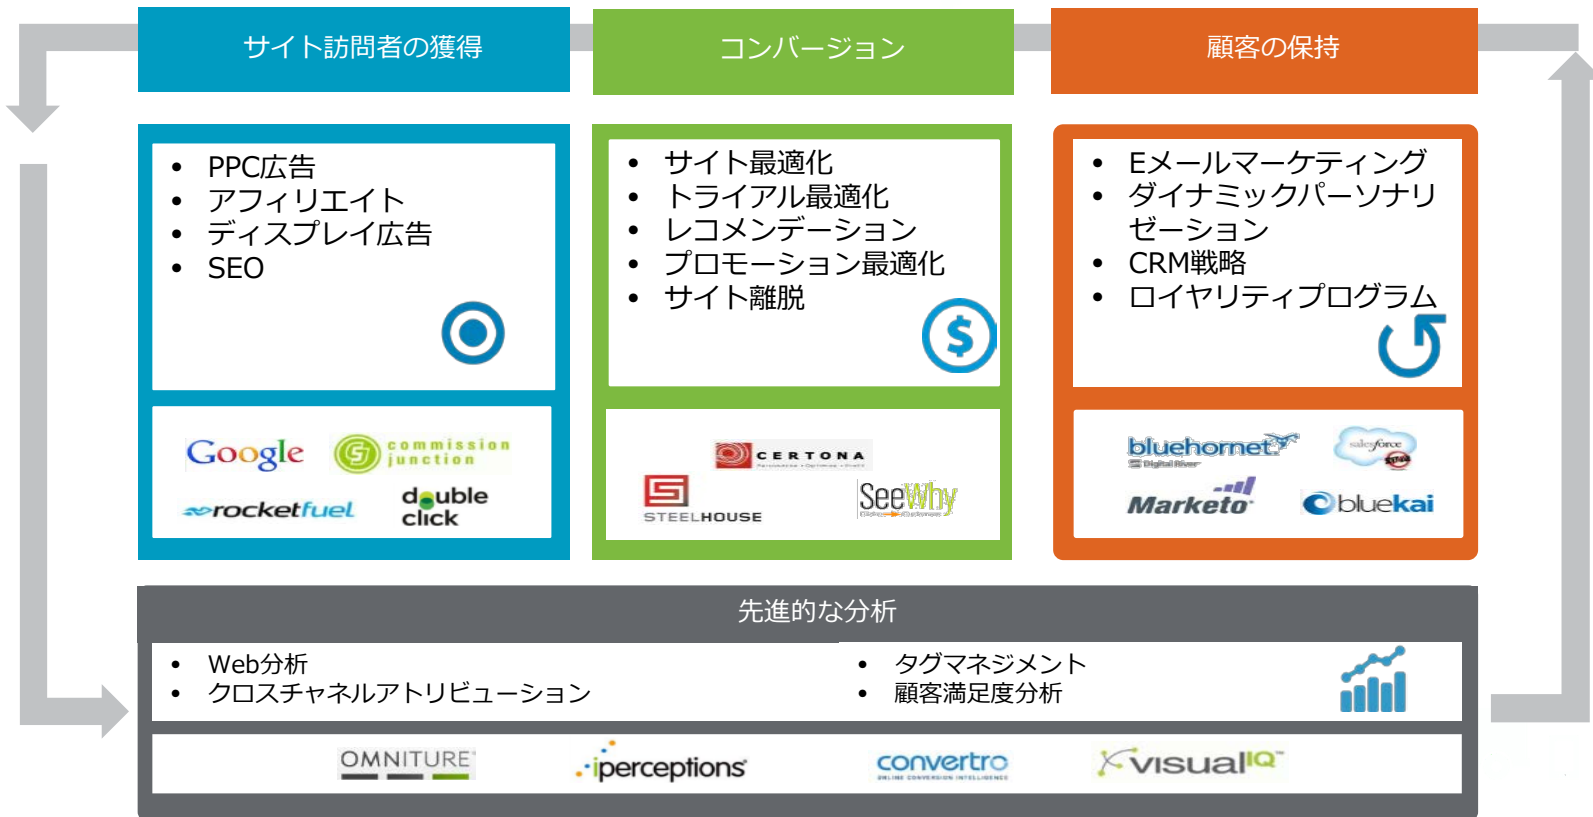 サイト訪問者の獲得
コンバージョン
顧客の保持
• PPC広告
• アフィリエイト
• ディスプレイ広告
• SEO
Google
commission
junction
rocketfuel
double
click
• サイト最適化
• トライアル最適化
• レコメンデーション
• プロモーション最適化
• サイト離脱
$
CERTONA
STEELHOUSE
SeeWhy
• Eメールマーケティング
• ダイナミックパーソナリ
ゼーション
• CRM戦略
• ロイヤリティプログラム
bluehornet
Digital River
salesforce
Marketo
bluekai
先進的な分析
• Web分析
• クロスチャネルアトリビューション
• タグマネジメント
• 顧客満足度分析
OMNITURE
iperceptions
convertro
ONLINE CONVERSION INTELLIGENCE
visualIQ